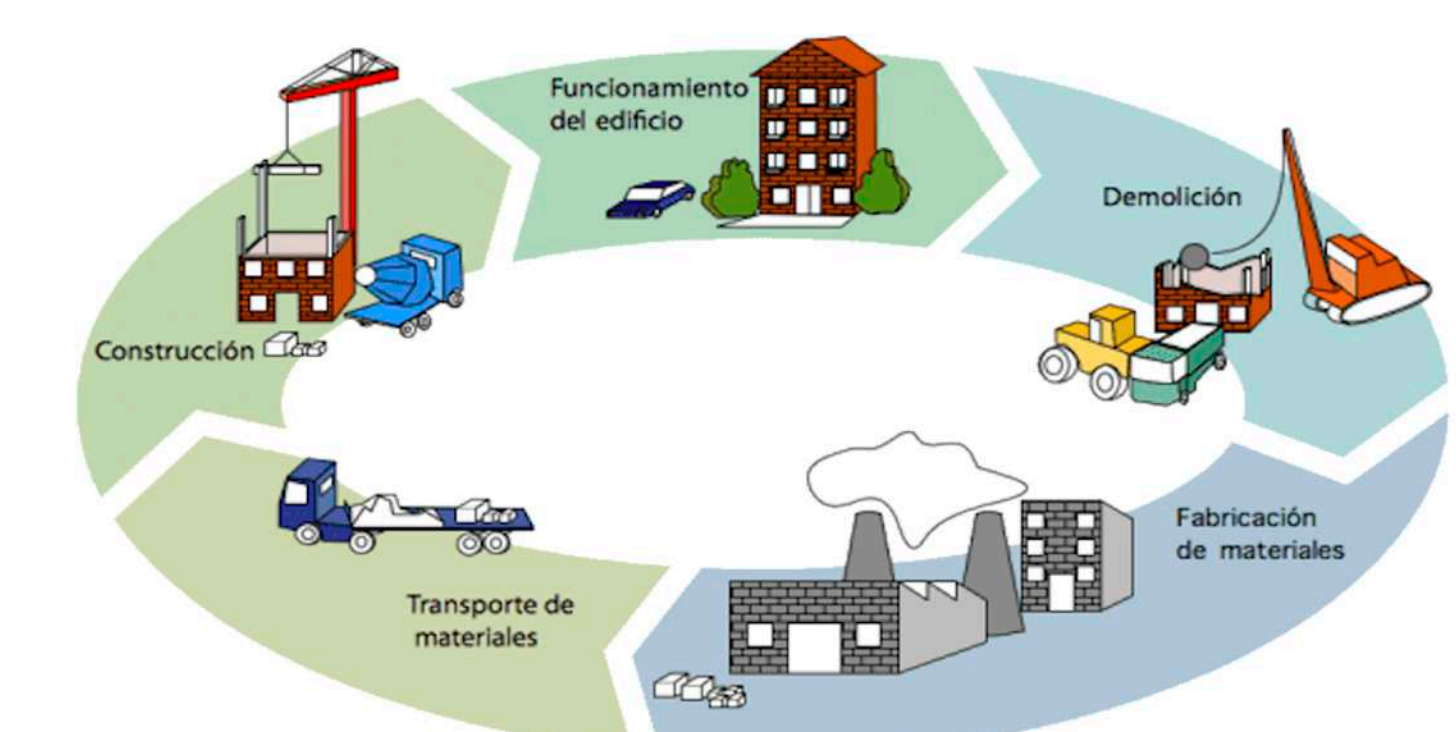 Funcionamiento
del edificio
Demolición
Construcción
Fabricación
de materiales
Transporte de
materiales